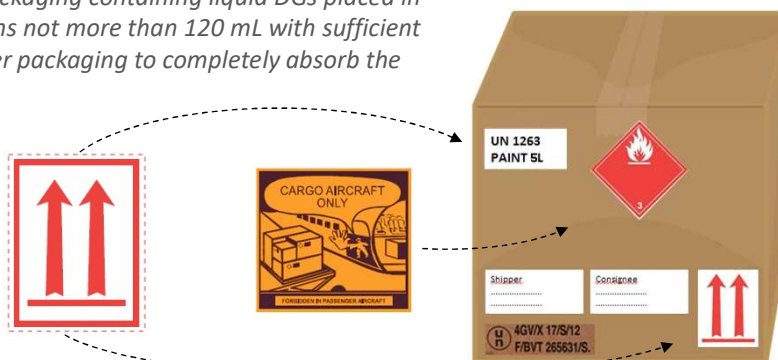 ckaging containing liquid DGs placed in
ns not more than 120 mL with sufficient
er packaging to completely absorb the
CARGO AIRCRAFT
ONLY
FORBIDDEN IN PASSENGER AIRCRAFT
UN 1263
PAINT 5L
3
Shipper
Consignee
un
4GV/X 17/S/12
F/BVT 265631/S.